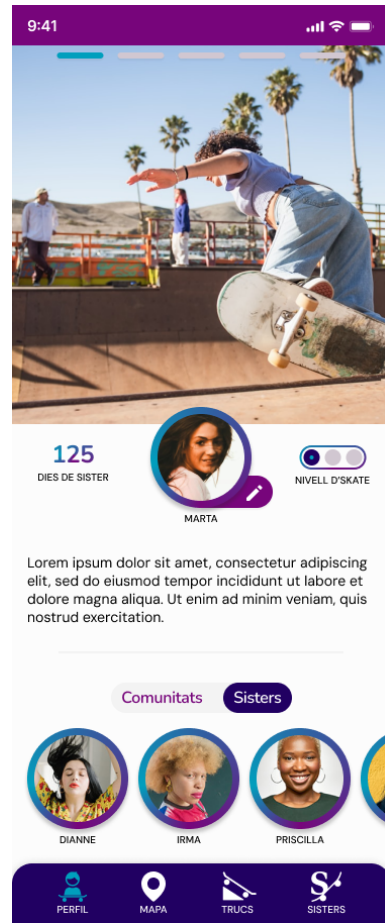 9:41
125
DIES DE SISTER
NIVELL D'SKATE
MARTA
Lorem ipsum dolor sit amet, consectetur adipiscing
elit, sed do eiusmod tempor incididunt ut labore et
dolore magna aliqua. Ut enim ad minim veniam, quis
nostrud exercitation.
Comunitats Sisters
DIANNE IRMA PRISCILLA
PERFIL MAPA TRUCS SISTERS